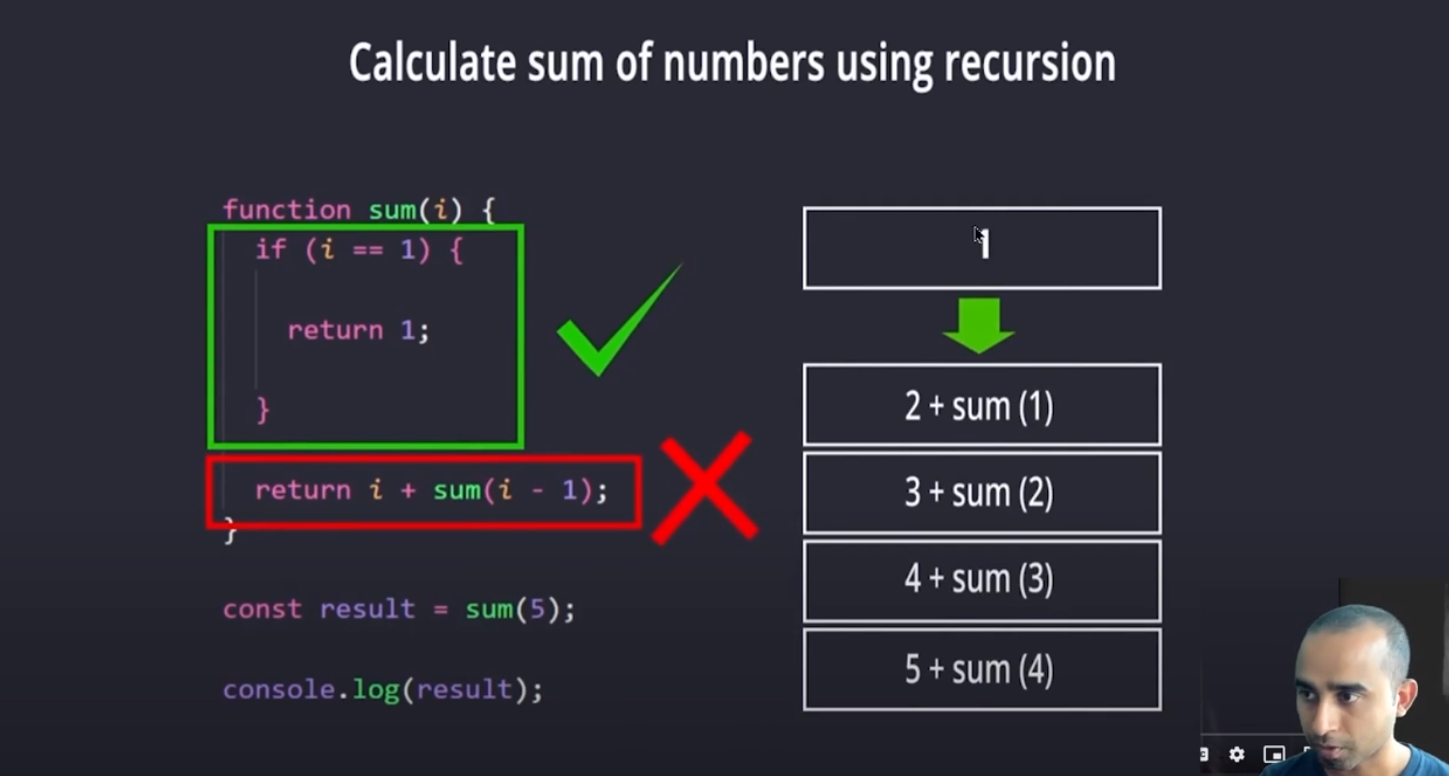 Calculate sum of numbers using recursion
function sum(i) {
if (i == 1) {
return 1;
}
return i + sum(i - 1);
}
const result = sum(5);
console.log(result);
1
2 + sum (1)
3 + sum (2)
4 + sum (3)
5 + sum (4)